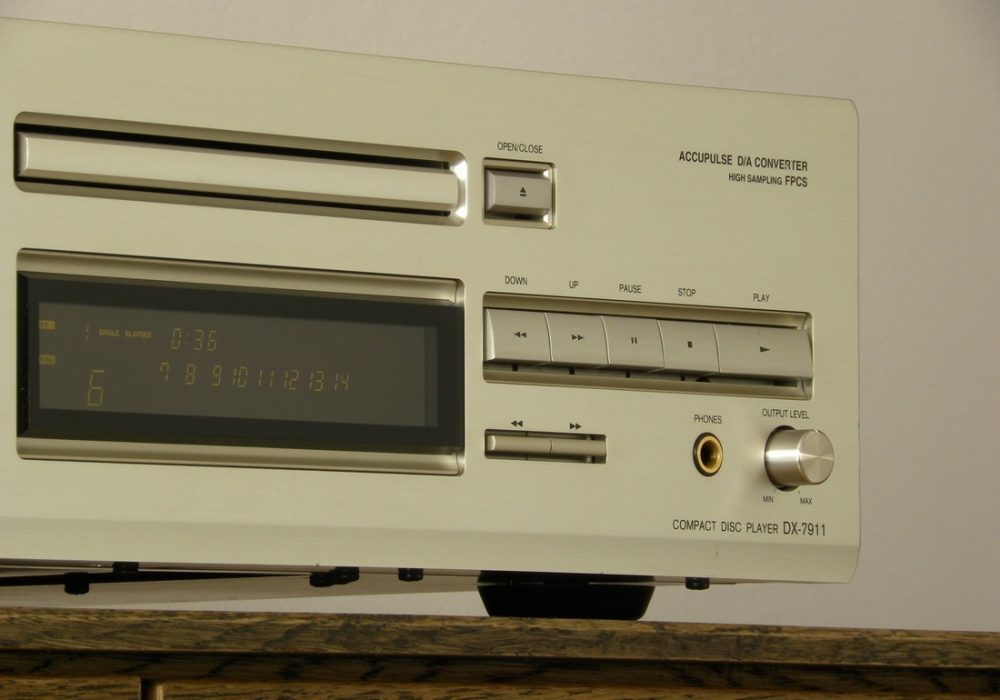 OPEN/CLOSE
ACCUPULSE D/A CONVERTER
HIGH SAMPLING FPCS
DOWN UP PAUSE STOP PLAY
1 SINGLE ELAPSED 0:36
6 7 8 9 10 11 12 13 14
PHONES OUTPUT LEVEL
MIN MAX
COMPACT DISC PLAYER DX-7911